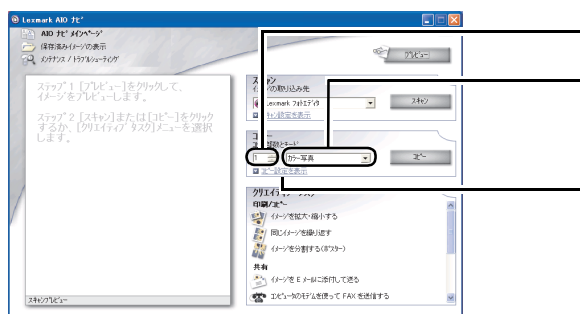 Lexmark AIO ﾅﾋﾞ
AIO ﾅﾋﾞ ﾒｲﾝﾍﾟｰｼﾞ
保存済みｲﾒｰｼﾞの表示
ﾒﾝﾃﾅﾝｽ / ﾄﾗﾌﾞﾙｼｭｰﾃｨﾝｸﾞ
ステップ 1 [ﾌﾟﾚﾋﾞｭｰ]をクリックして、
イメージをプレビューします。
ステップ 2 [スキャン]または[ｺﾋﾟｰ]をクリック
するか、[クリエイティブ タスク]メニューを選択
します。
ｽｷｬﾝﾌﾟﾚﾋﾞｭｰ
ﾌﾟﾚﾋﾞｭｰ
の取り込み先
Lexmark ﾌｫﾄｴﾃﾞｨﾀ
ｽｷｬﾝ
ｽｷｬﾝ設定を表示
1
ｶﾗｰ写真
ｺﾋﾟｰ
ｺﾋﾟｰ設定を表示
印刷/ｺﾋﾟｰ
ｲﾒｰｼﾞを拡大・縮小する
同じｲﾒｰｼﾞを繰り返す
ｲﾒｰｼﾞを分割する(ﾎﾟｽﾀｰ)
共有
ｲﾒｰｼﾞを E ﾒｰﾙに添付して送る
ｺﾝﾋﾟｭｰﾀのﾓﾃﾞﾑを使って FAX を送信する